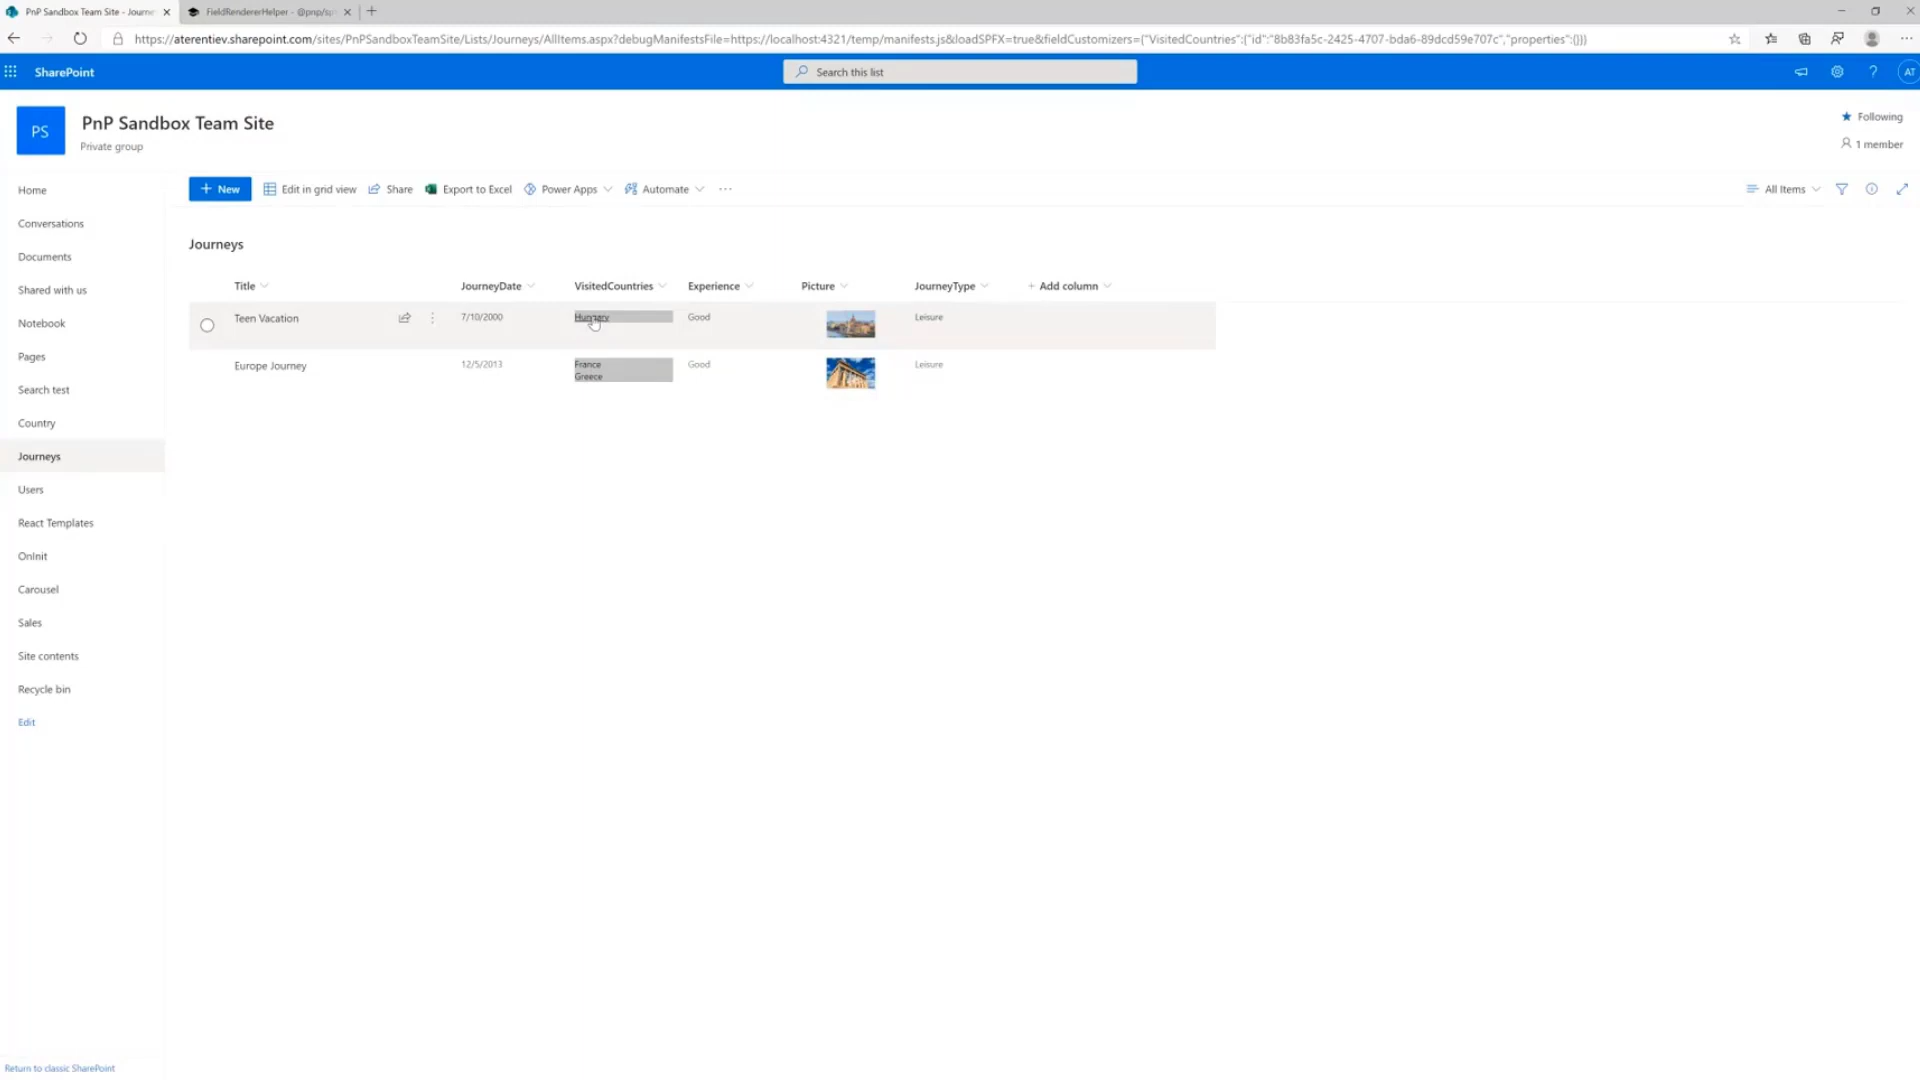 PnP Sandbox Team Site - Journe
FieldRendererHelper - @pnp/sp
https://aterentiev.sharepoint.com/sites/PnPSandboxTeamSite/Lists/Journeys/AllItems.aspx?debugManifestsFile=https://localhost:4321/temp/manifests.js&loadSPFX=true&fieldCustomizers={"VisitedCountries":{"id":"8b83fa5c-2425-4707-bda6-89dcd59e707c","properties":{}}}
SharePoint
Search this list
? AT
PS
PnP Sandbox Team Site
Private group
Following
1 member
Home
Conversations
Documents
Shared with us
Notebook
Pages
Search test
Country
Journeys
Users
React Templates
OnInit
Carousel
Sales
Site contents
Recycle bin
Edit
Return to classic SharePoint
+ New Edit in grid view Share Export to Excel Power Apps Automate ...
All Items
Journeys
Title JourneyDate VisitedCountries Experience Picture JourneyType + Add column
Teen Vacation 7/10/2000 Hungary Good Leisure
Europe Journey 12/5/2013 France Good Leisure
Greece